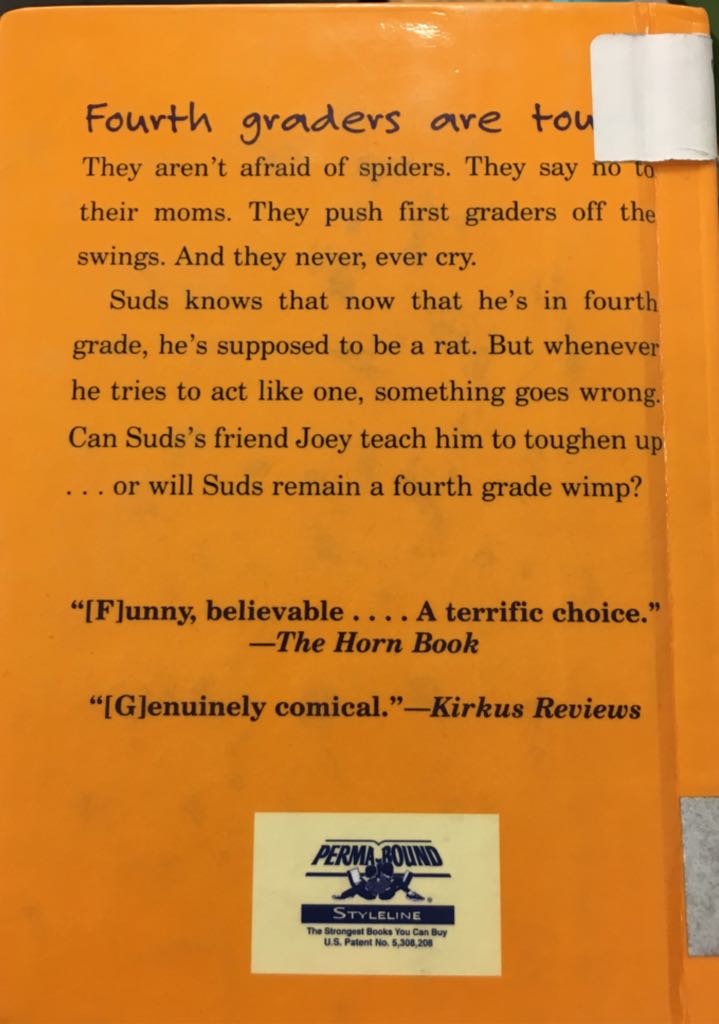 Fourth graders are tou
They aren't afraid of spiders. They say no to
their moms. They push first graders off the
swings. And they never, ever cry.
Suds knows that now that he's in fourth
grade, he's supposed to be a rat. But whenever
he tries to act like one, something goes wrong.
Can Suds's friend Joey teach him to toughen up
. . . or will Suds remain a fourth grade wimp?
“[F]unny, believable . . . . A terrific choice.”
—The Horn Book
“[G]enuinely comical.”—Kirkus Reviews
PERMA-BOUND
STYLELINE
The Strongest Books You Can Buy
U.S. Patent No. 5,308,208